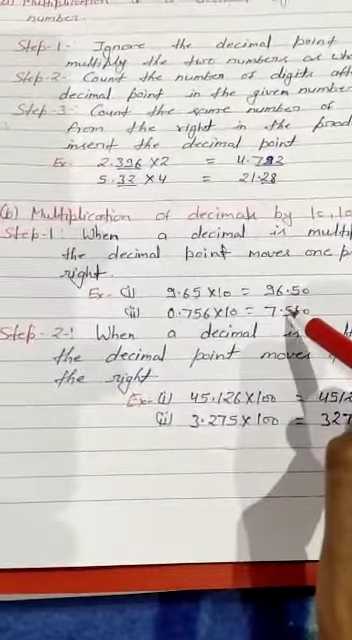 (a) Multiplication of a
number.
Step-1: Ignore the decimal point
multiply the two numbers as
Step-2: Count the number of digits
decimal point in the given number
Step-3: Count the same number of
from the right in the
insert the decimal point
Ex- 2.396 × 2 = 4.792
5.32 × 4 = 21.28
(b) Multiplication of decimals by 10,
Step-1: When a decimal is
the decimal point moves one
right.
Ex- (i) 9.65 × 10 = 96.50
(ii) 0.756 × 10 = 7.560
Step-2: When a decimal is
the decimal point moves
the right.
Ex- (i) 45.126 × 100 = 4512
(ii) 3.275 × 100 = 327